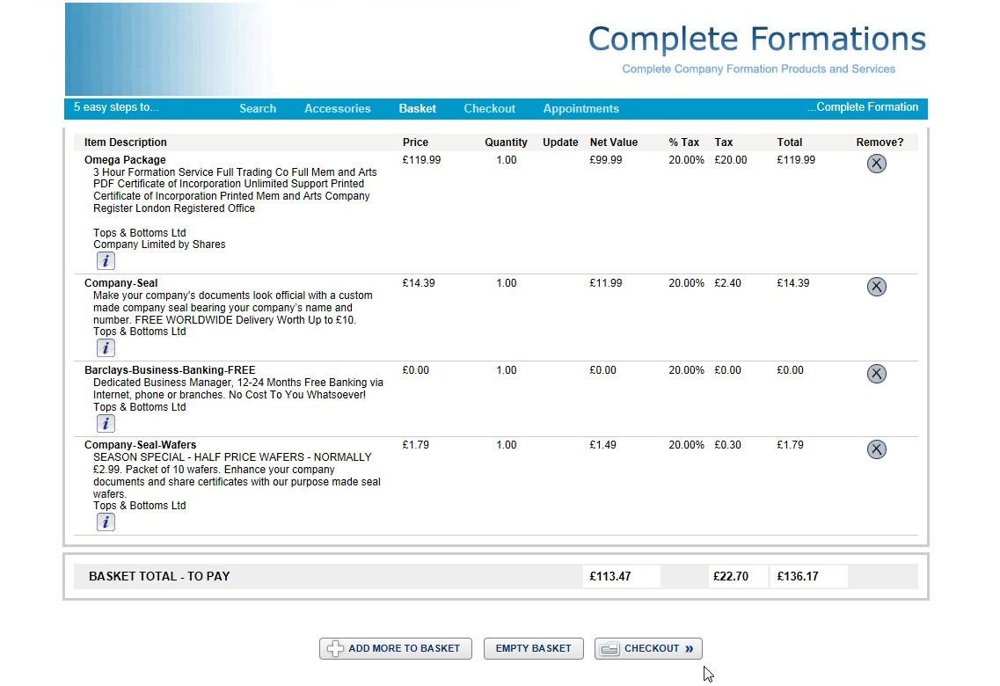 Complete Formations
Complete Company Formation Products and Services
5 easy steps to... Search Accessories Basket Checkout Appointments ...Complete Formation
Item Description Price Quantity Update Net Value % Tax Tax Total Remove?
Omega Package £119.99 1.00 £99.99 20.00% £20.00 £119.99
3 Hour Formation Service Full Trading Co Full Mem and Arts
PDF Certificate of Incorporation Unlimited Support Printed
Certificate of Incorporation Printed Mem and Arts Company
Register London Registered Office
Tops & Bottoms Ltd
Company Limited by Shares
i
Company-Seal £14.39 1.00 £11.99 20.00% £2.40 £14.39
Make your company's documents look official with a custom
made company seal bearing your company's name and
number. FREE WORLDWIDE Delivery Worth Up to £10.
Tops & Bottoms Ltd
i
Barclays-Business-Banking-FREE £0.00 1.00 £0.00 20.00% £0.00 £0.00
Dedicated Business Manager, 12-24 Months Free Banking via
Internet, phone or branches. No Cost To You Whatsoever!
Tops & Bottoms Ltd
i
Company-Seal-Wafers £1.79 1.00 £1.49 20.00% £0.30 £1.79
SEASON SPECIAL - HALF PRICE WAFERS - NORMALLY
£2.99. Packet of 10 wafers. Enhance your company
documents and share certificates with our purpose made seal
wafers.
Tops & Bottoms Ltd
i
BASKET TOTAL - TO PAY £113.47 £22.70 £136.17
ADD MORE TO BASKET EMPTY BASKET CHECKOUT »